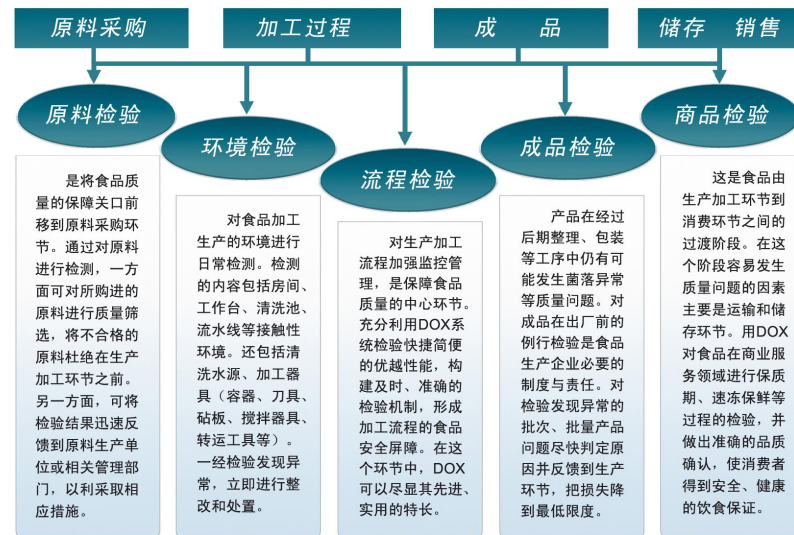 原料采购
加工过程
成 品
储存 销售
原料检验
环境检验
流程检验
成品检验
商品检验
是将食品质
量的保障关口前
移到原料采购环
节。通过对原料
进行检测，一方
面可对所购进的
原料进行质量筛
选，将不合格的
原料杜绝在生产
加工环节之前。
另一方面，可将
检验结果迅速反
馈到原料生产单
位或相关管理部
门，以利采取相
应措施。
对食品加工
生产的环境进行
日常检测。检测
的内容包括房间、
工作台、清洗池、
流水线等接触性
环境。还包括清
洗水源、加工器
具（容器、刀具、
砧板、搅拌器具、
转运工具等）。
一经检验发现异
常，立即进行整
改和处置。
对生产加工
流程加强监控管
理，是保障食品
质量的中心环节。
充分利用DOX系
统检验快捷简便
的优越性能，构
建及时、准确的
检验机制，形成
加工流程的食品
安全屏障。在这
个环节中，DOX
可以尽显其先进、
实用的特长。
产品在经过
后期整理、包装
等工序中仍有可
能发生菌落异常
等质量问题。对
成品在出厂前的
例行检验是食品
生产企业必要的
制度与责任。对
检验发现异常的
批次、批量产品
问题尽快判定原
因并反馈到生产
环节，把损失降
到最低限度。
这是食品由
生产加工环节到
消费环节之间的
过渡阶段。在这
个阶段容易发生
质量问题的因素
主要是运输和储
存环节。用DOX
对食品在商业服
务领域进行保质
期、速冻保鲜等
过程的检验，并
做出准确的品质
确认，使消费者
得到安全、健康
的饮食保证。